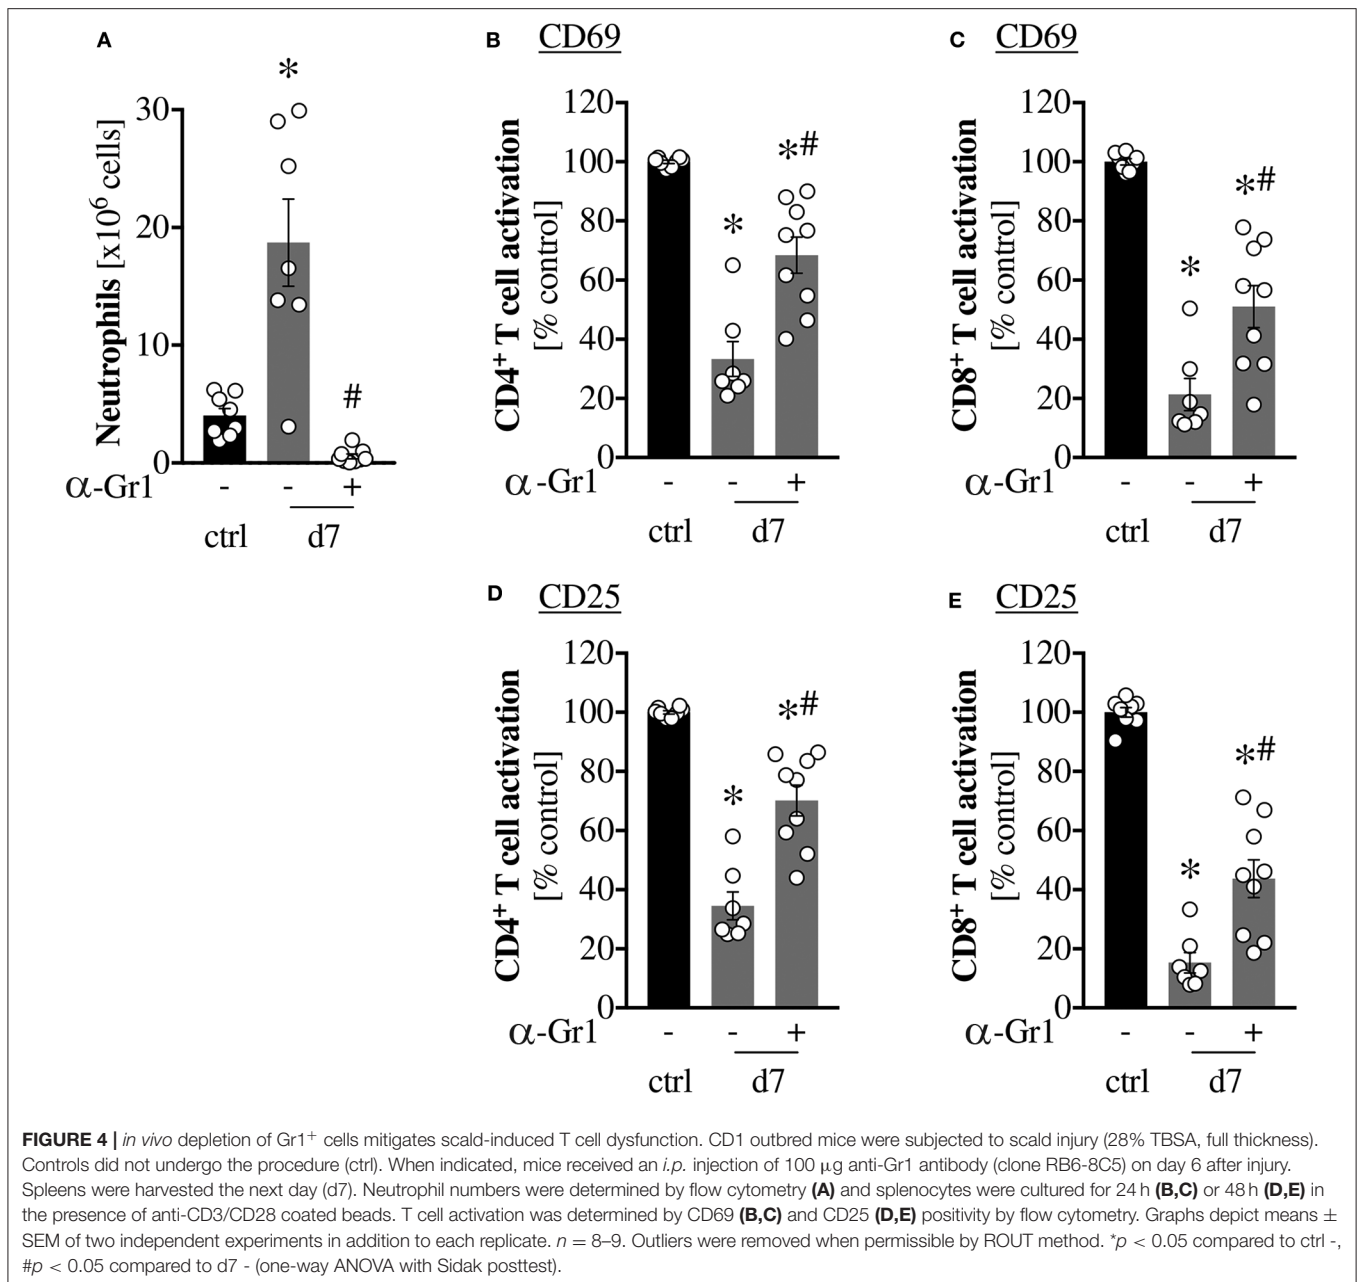 A
Neutrophils [x10⁶ cells]
30
20
10
0
*
#
α-Gr1 - - +
ctrl d7
B CD69
CD4⁺ T cell activation
[% control]
120
100
80
60
40
20
0
*
*#
α-Gr1 - - +
ctrl d7
C CD69
CD8⁺ T cell activation
[% control]
120
100
80
60
40
20
0
*
*#
α-Gr1 - - +
ctrl d7
D CD25
CD4⁺ T cell activation
[% control]
120
100
80
60
40
20
0
*
*#
α-Gr1 - - +
ctrl d7
E CD25
CD8⁺ T cell activation
[% control]
120
100
80
60
40
20
0
*
*#
α-Gr1 - - +
ctrl d7
FIGURE 4 | in vivo depletion of Gr1⁺ cells mitigates scald-induced T cell dysfunction. CD1 outbred mice were subjected to scald injury (28% TBSA, full thickness).
Controls did not undergo the procedure (ctrl). When indicated, mice received an i.p. injection of 100 μg anti-Gr1 antibody (clone RB6-8C5) on day 6 after injury.
Spleens were harvested the next day (d7). Neutrophil numbers were determined by flow cytometry (A) and splenocytes were cultured for 24 h (B,C) or 48 h (D,E) in
the presence of anti-CD3/CD28 coated beads. T cell activation was determined by CD69 (B,C) and CD25 (D,E) positivity by flow cytometry. Graphs depict means ±
SEM of two independent experiments in addition to each replicate. n = 8–9. Outliers were removed when permissible by ROUT method. *p < 0.05 compared to ctrl -,
#p < 0.05 compared to d7 - (one-way ANOVA with Sidak posttest).